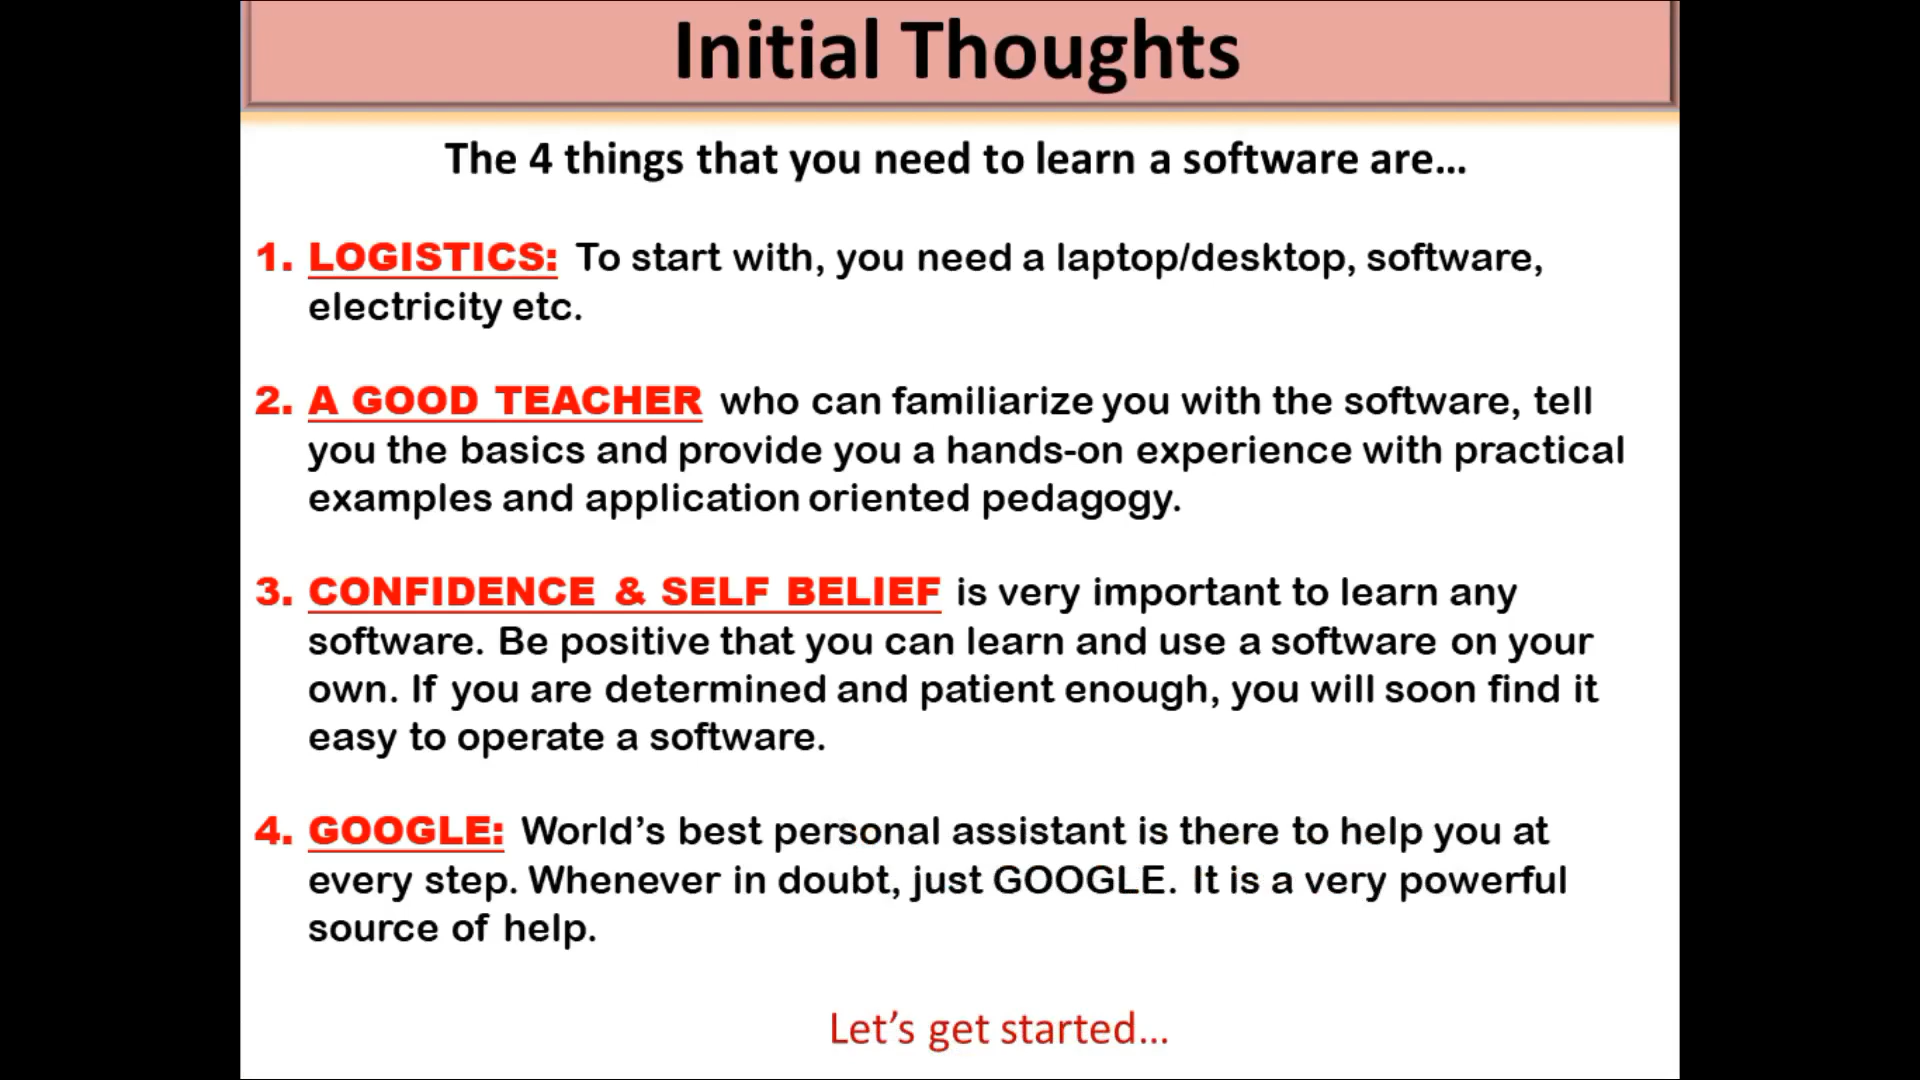 Initial Thoughts
The 4 things that you need to learn a software are...
1. LOGISTICS: To start with, you need a laptop/desktop, software,
electricity etc.
2. A GOOD TEACHER who can familiarize you with the software, tell
you the basics and provide you a hands-on experience with practical
examples and application oriented pedagogy.
3. CONFIDENCE & SELF BELIEF is very important to learn any
software. Be positive that you can learn and use a software on your
own. If you are determined and patient enough, you will soon find it
easy to operate a software.
4. GOOGLE: World’s best personal assistant is there to help you at
every step. Whenever in doubt, just GOOGLE. It is a very powerful
source of help.
Let’s get started...